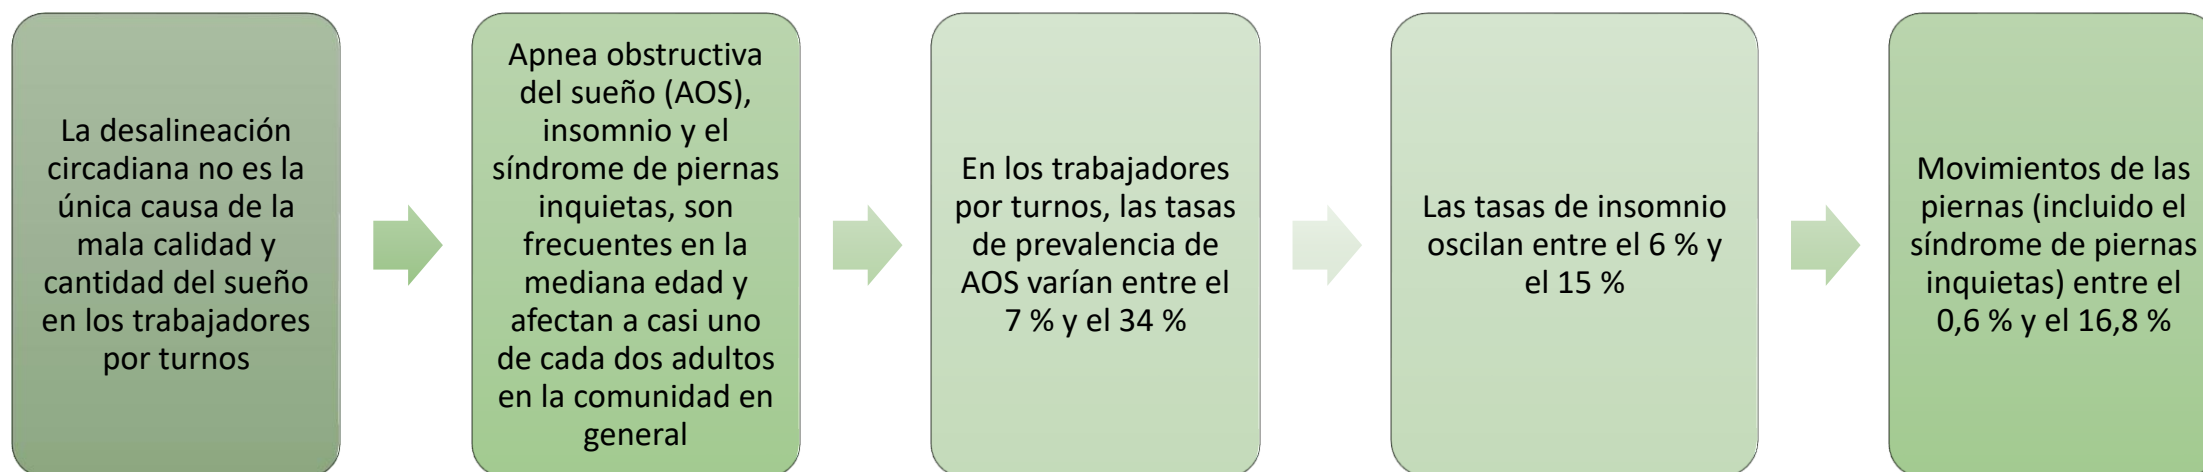 La desalineación
circadiana no es la
única causa de la
mala calidad y
cantidad del sueño
en los trabajadores
por turnos
Apnea obstructiva
del sueño (AOS),
insomnio y el
síndrome de piernas
inquietas, son
frecuentes en la
mediana edad y
afectan a casi uno
de cada dos adultos
en la comunidad en
general
En los trabajadores
por turnos, las tasas
de prevalencia de
AOS varían entre el
7 % y el 34 %
Las tasas de insomnio
oscilan entre el 6 % y
el 15 %
Movimientos de las
piernas (incluido el
síndrome de piernas
inquietas) entre el
0,6 % y el 16,8 %